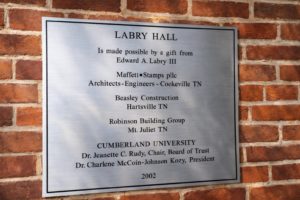 LABRY HALL
Is made possible by a gift from
Edward A. Labry III
Maffett•Stamps pllc
Architects-Engineers - Cookeville TN
Beasley Construction
Hartsville TN
Robinson Building Group
Mt. Juliet TN
CUMBERLAND UNIVERSITY
Dr. Jeanette C. Rudy, Chair, Board of Trust
Dr. Charlene McCoin-Johnson Kozy, President
2002